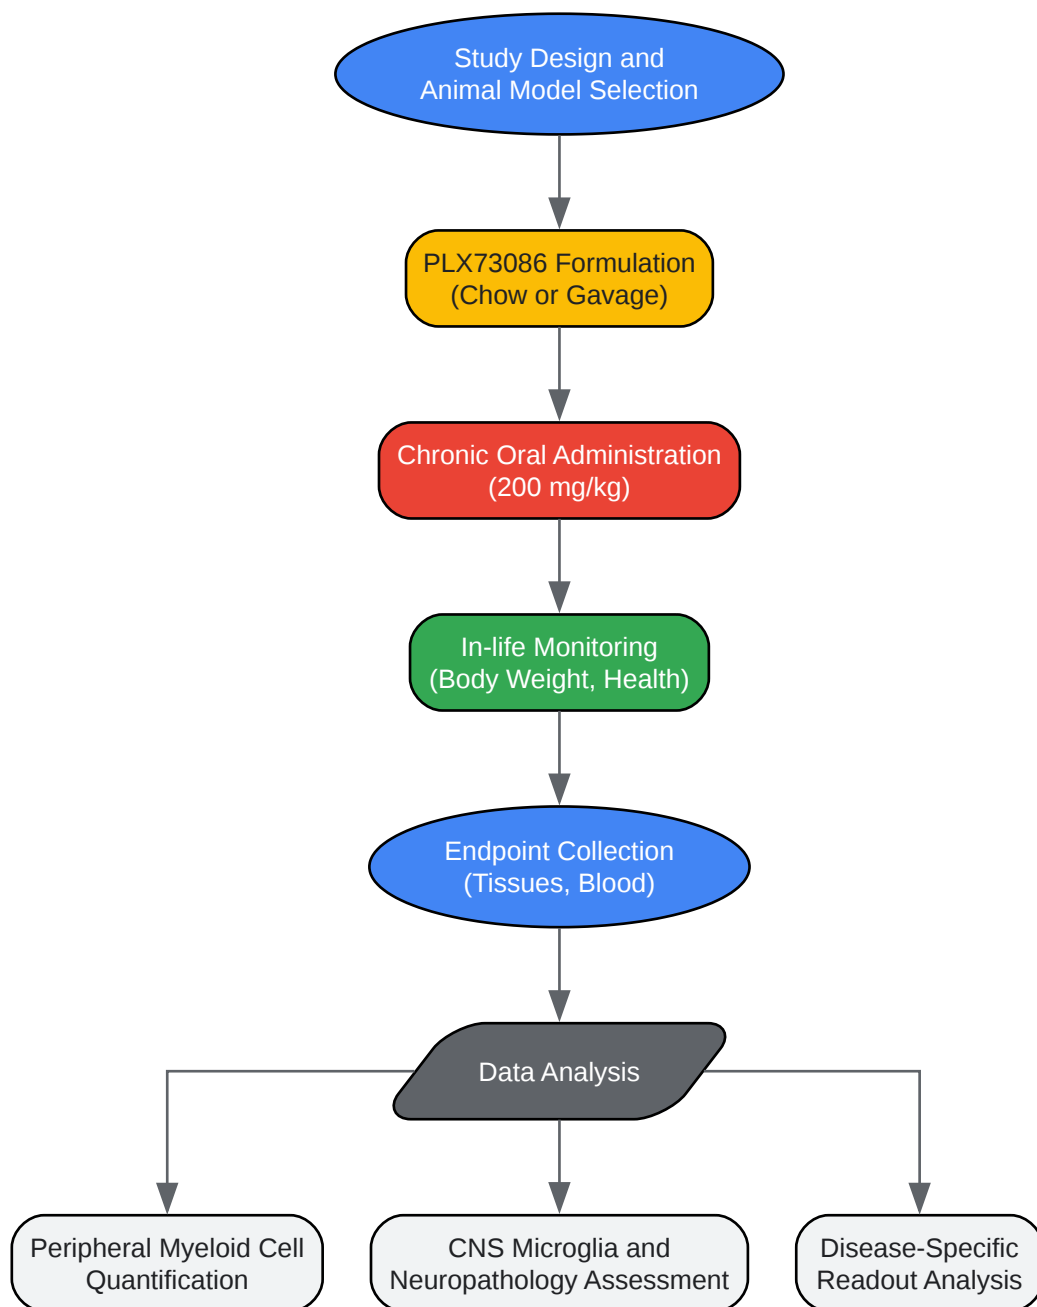 Study Design and
Animal Model Selection
PLX73086 Formulation
(Chow or Gavage)
Chronic Oral Administration
(200 mg/kg)
In-life Monitoring
(Body Weight, Health)
Endpoint Collection
(Tissues, Blood)
Data Analysis
Peripheral Myeloid Cell
Quantification
CNS Microglia and
Neuropathology Assessment
Disease-Specific
Readout Analysis